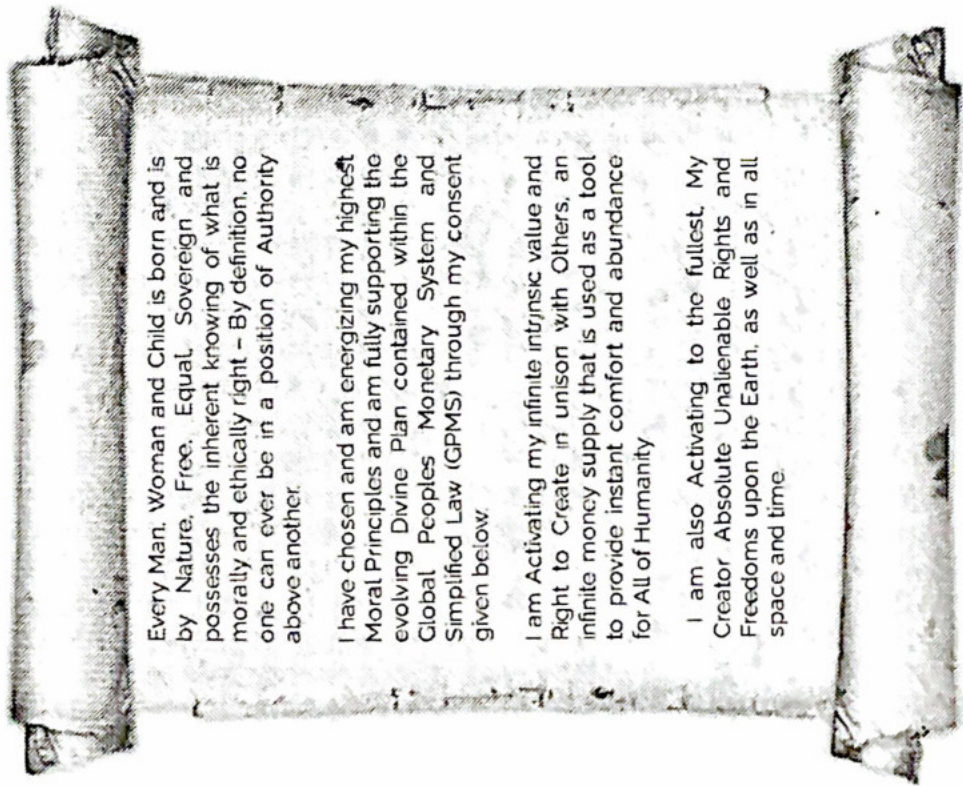 Every Man. Woman and Child is born and is
by Nature, Free, Equal, Sovereign and
possesses the inherent knowing of what is
morally and ethically right – By definition, no
one can ever be in a position of Authority
above another.
I have chosen and am energizing my highest
Moral Principles and am fully supporting the
evolving Divine Plan contained within the
Global Peoples Monetary System and
Simplified Law (GPMS) through my consent
given below.
I am Activating my infinite intrinsic value and
Right to Create in unison with Others, an
infinite money supply that is used as a tool
to provide instant comfort and abundance
for All of Humanity.
I am also Activating to the fullest, My
Creator Absolute Unalienable Rights and
Freedoms upon the Earth, as well as in all
space and time.